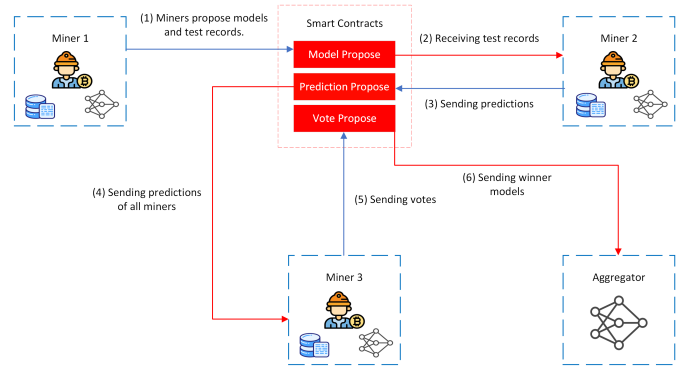 Miner 1
(1) Miners propose models
and test records.
Smart Contracts
Model Propose
Prediction Propose
Vote Propose
(2) Receiving test records
Miner 2
(3) Sending predictions
(4) Sending predictions
of all miners
(5) Sending votes
(6) Sending winner
models
Miner 3
Aggregator